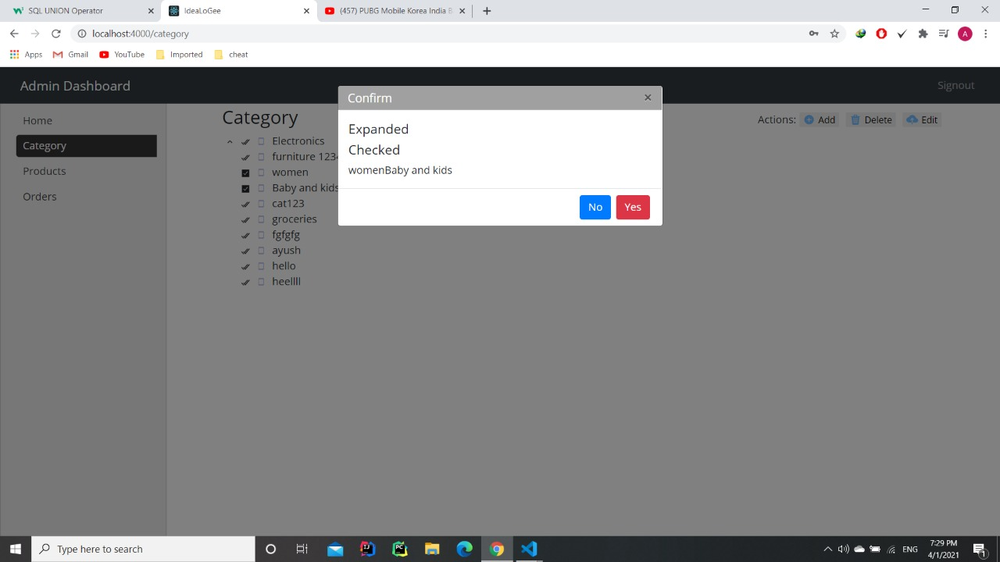 SQL UNION Operator
IdeaLoGee
(457) PUBG Mobile Korea India B
localhost:4000/category
A
Apps
Gmail
YouTube
Imported
cheat
Admin Dashboard
Signout
Home
Category
Products
Orders
Category
Actions:
Add
Delete
Edit
Electronics
furniture 1234
women
Baby and kids
cat123
groceries
fgfgfg
ayush
hello
heellll
Confirm
×
Expanded
Checked
womenBaby and kids
No
Yes
Type here to search
ENG
7:29 PM
4/1/2021
1